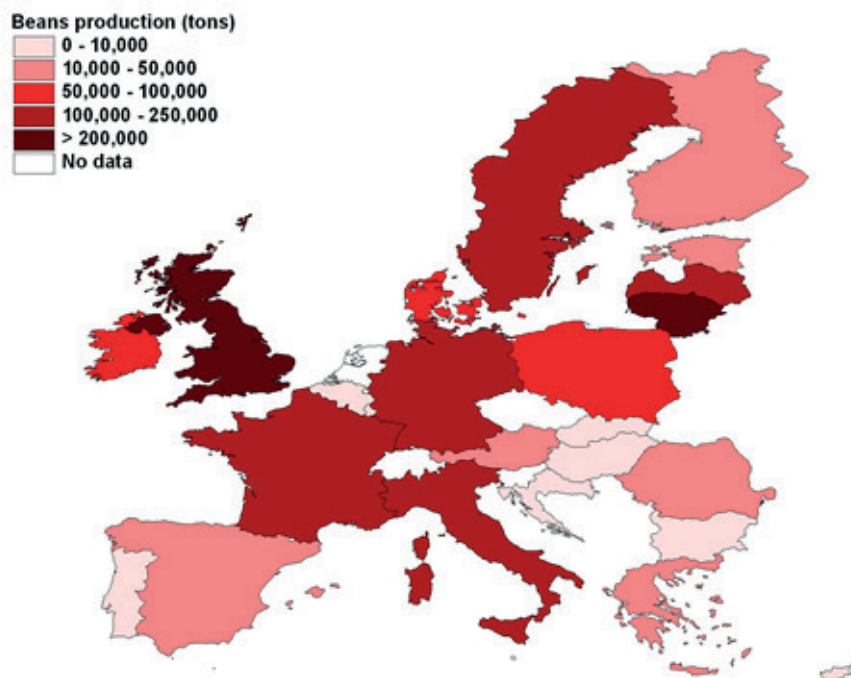 Beans production (tons)
0 - 10,000
10,000 - 50,000
50,000 - 100,000
100,000 - 250,000
> 200,000
No data